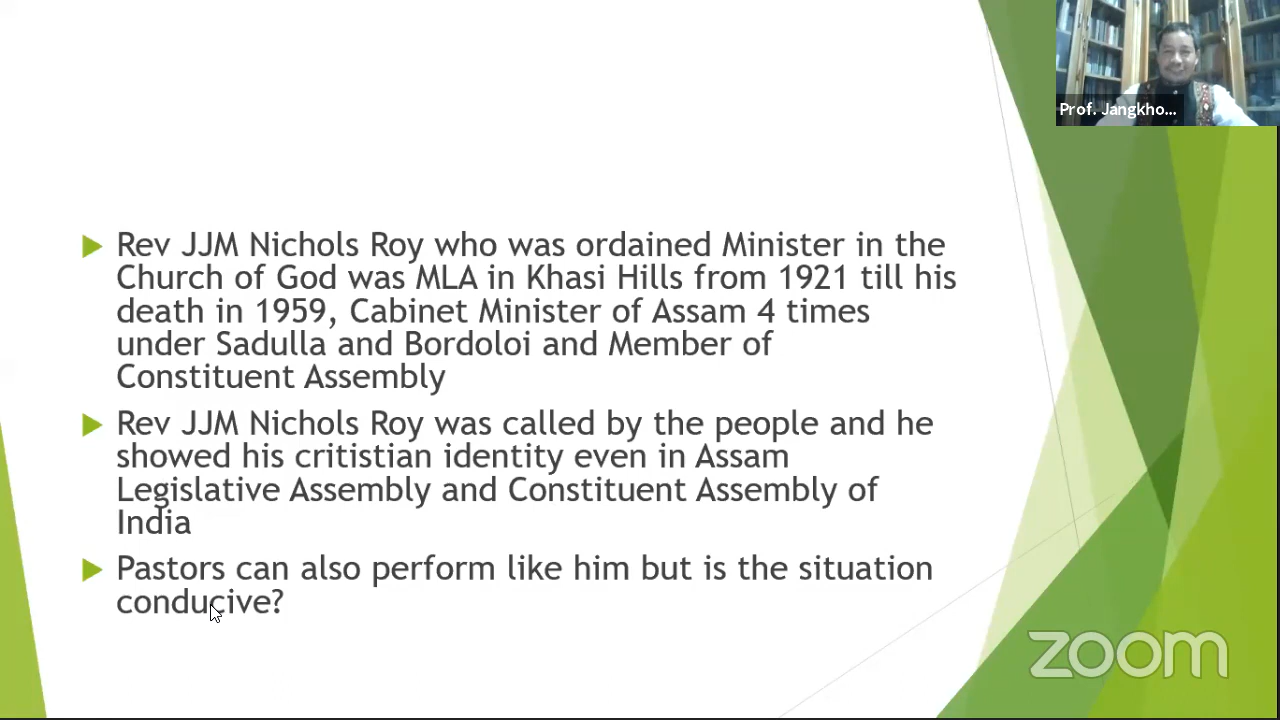 Prof. Jangkho...
Rev JJM Nichols Roy who was ordained Minister in the
Church of God was MLA in Khasi Hills from 1921 till his
death in 1959, Cabinet Minister of Assam 4 times
under Sadulla and Bordoloi and Member of
Constituent Assembly
Rev JJM Nichols Roy was called by the people and he
showed his critistian identity even in Assam
Legislative Assembly and Constituent Assembly of
India
Pastors can also perform like him but is the situation
conducive?
zoom